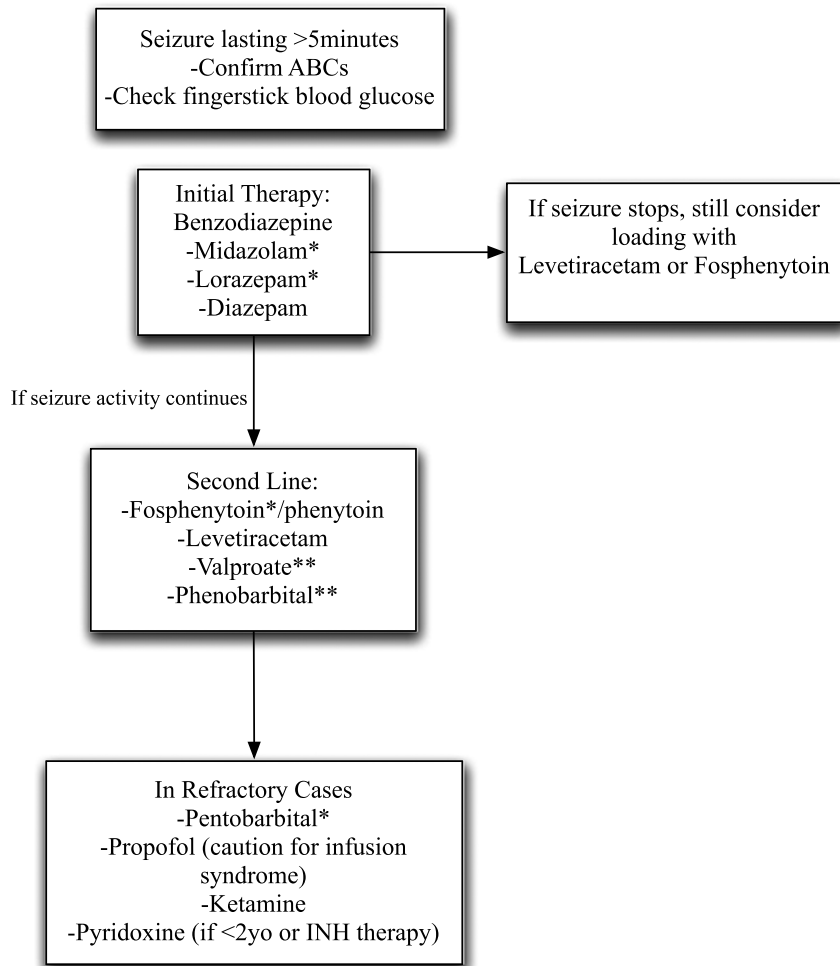 Seizure lasting >5minutes
-Confirm ABCs
-Check fingerstick blood glucose
Initial Therapy:
Benzodiazepine
-Midazolam*
-Lorazepam*
-Diazepam
If seizure stops, still consider
loading with
Levetiracetam or Fosphenytoin
If seizure activity continues
Second Line:
-Fosphenytoin*/phenytoin
-Levetiracetam
-Valproate**
-Phenobarbital**
In Refractory Cases
-Pentobarbital*
-Propofol (caution for infusion
syndrome)
-Ketamine
-Pyridoxine (if <2yo or INH therapy)